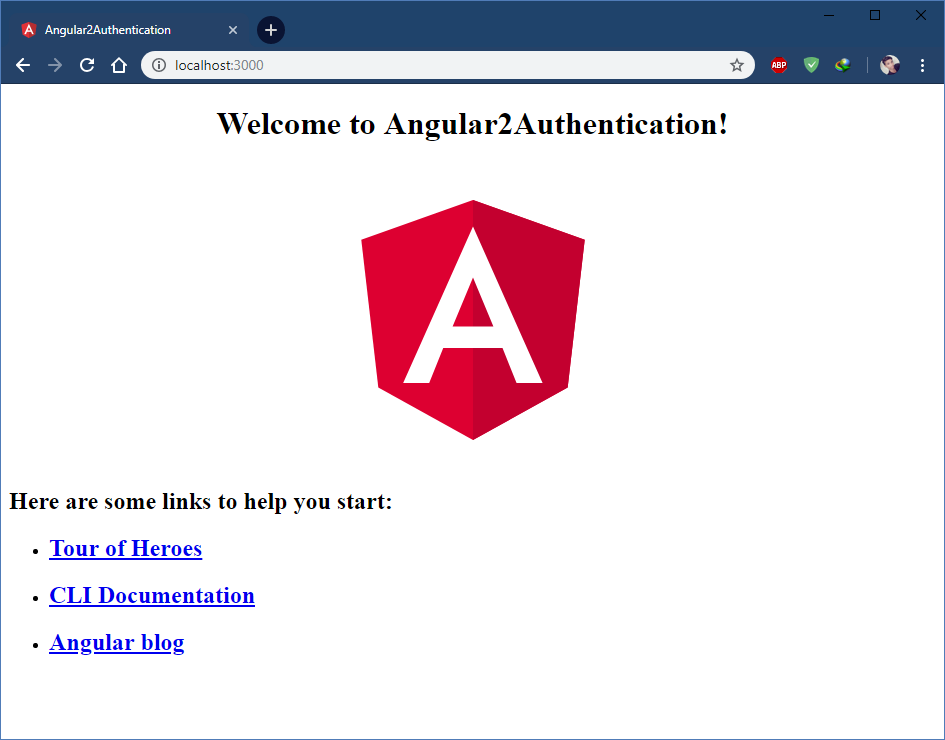 Angular2Authentication
localhost:3000
ABP
Welcome to Angular2Authentication!
A
Here are some links to help you start:
Tour of Heroes
CLI Documentation
Angular blog